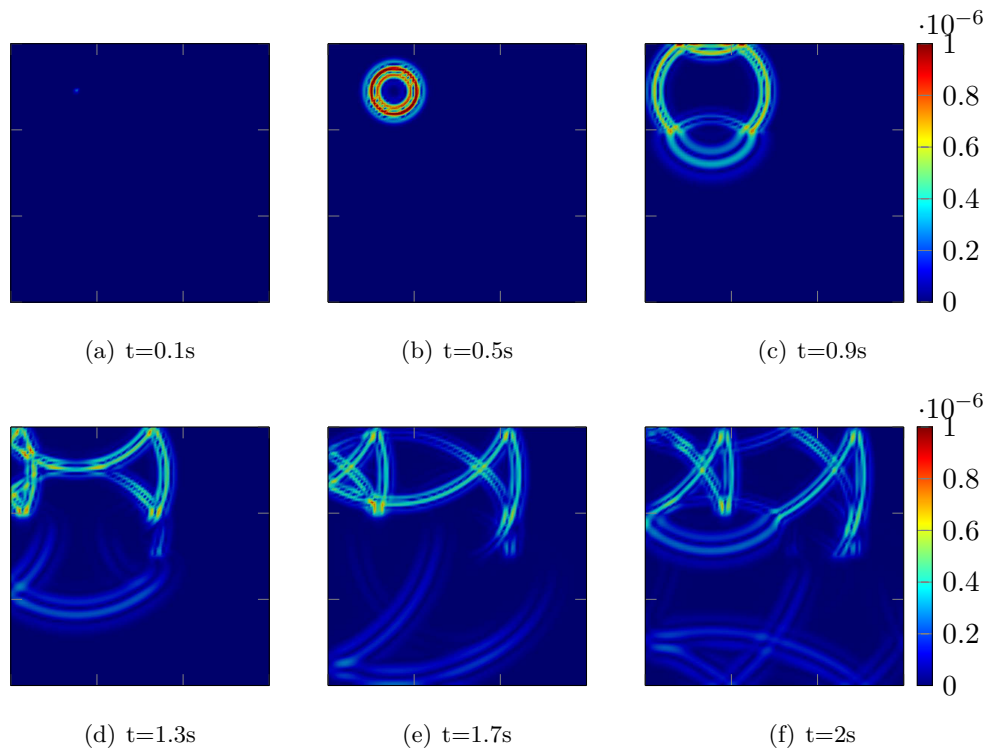 ·10⁻⁶
1
0.8
0.6
0.4
0.2
0
(a) t=0.1s
(b) t=0.5s
(c) t=0.9s
·10⁻⁶
1
0.8
0.6
0.4
0.2
0
(d) t=1.3s
(e) t=1.7s
(f) t=2s